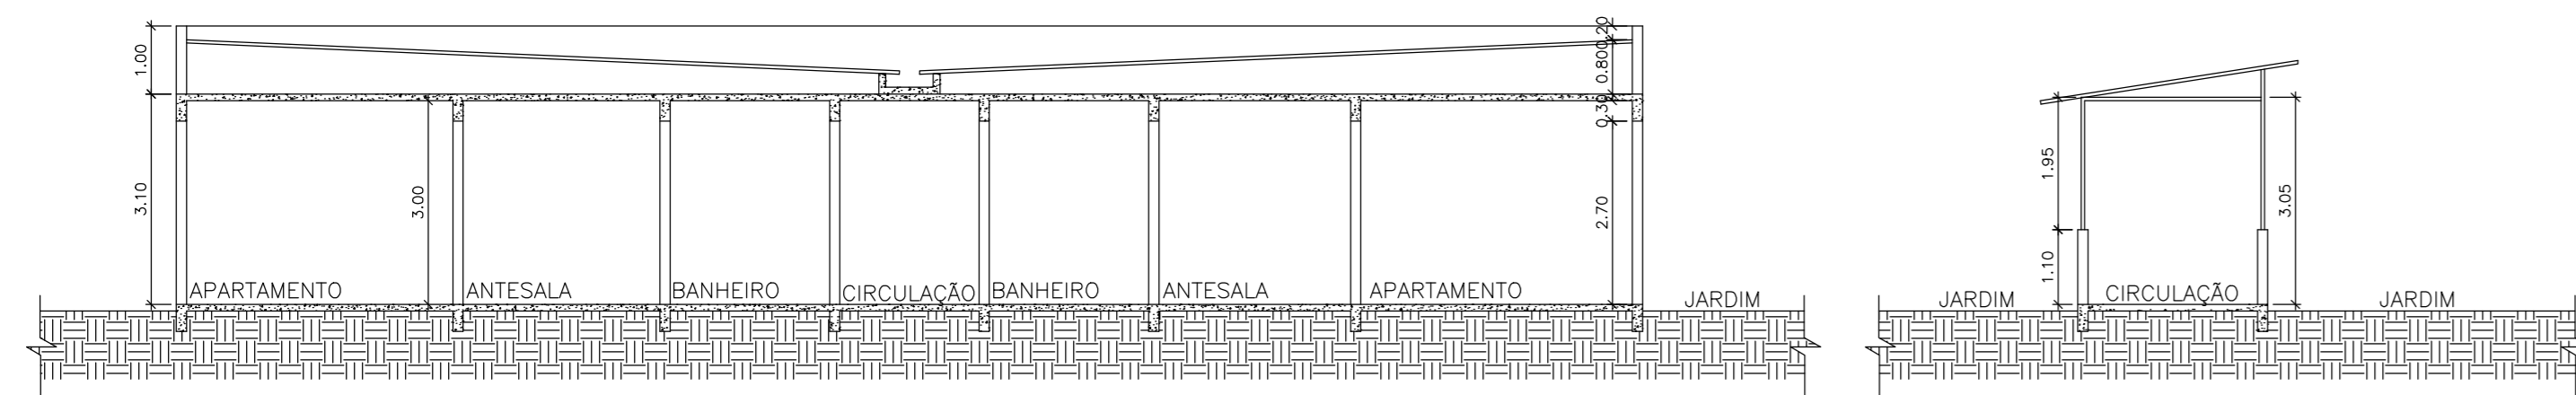 1.00
3.10
3.00
0.20
0.80
0.30
2.70
APARTAMENTO
ANTESALA
BANHEIRO
CIRCULAÇÃO
BANHEIRO
ANTESALA
APARTAMENTO
JARDIM
1.95
1.10
3.05
JARDIM
CIRCULAÇÃO
JARDIM